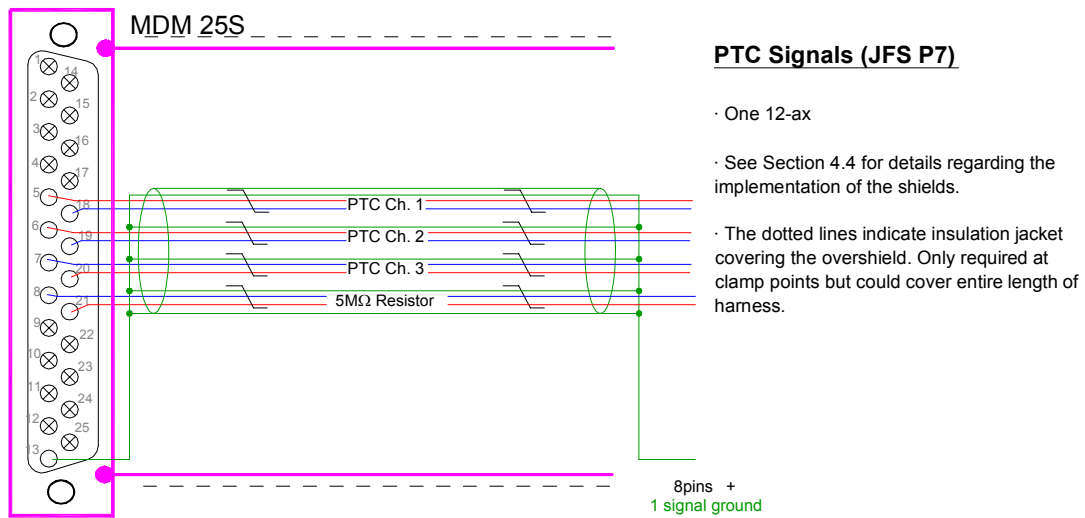 MDM 25S
PTC Signals (JFS P7)
· One 12-ax
· See Section 4.4 for details regarding the
implementation of the shields.
· The dotted lines indicate insulation jacket
covering the overshield. Only required at
clamp points but could cover entire length of
harness.
1
14
2
15
3
16
4
17
5
18
6
19
7
20
8
21
9
22
10
23
11
24
12
25
13
PTC Ch. 1
PTC Ch. 2
PTC Ch. 3
5MΩ Resistor
8pins +
1 signal ground